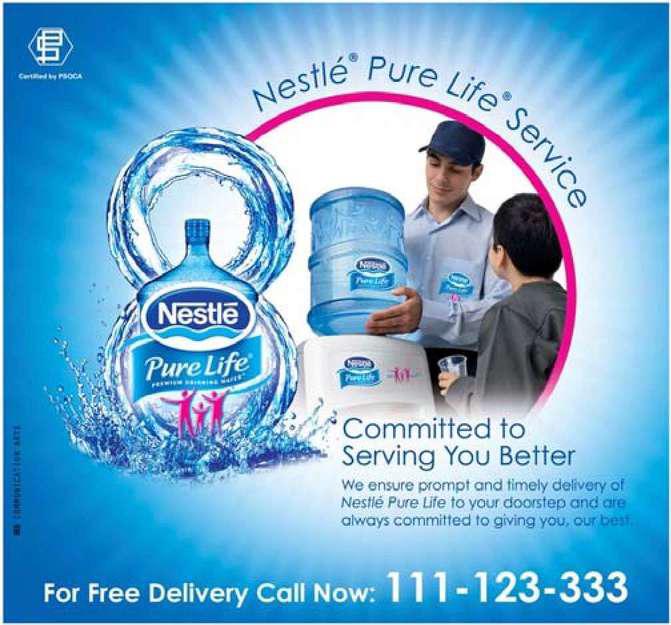 Certified by PSQCA
Nestlé® Pure Life® Service
Nestlé
Pure Life®
PREMIUM DRINKING WATER
Nestlé
Pure Life
Nestlé
Pure Life
Nestlé
Pure Life
Committed to
Serving You Better
We ensure prompt and timely delivery of
Nestlé Pure Life to your doorstep and are
always committed to giving you, our best.
COMMUNICATION ARTS
For Free Delivery Call Now: 111-123-333